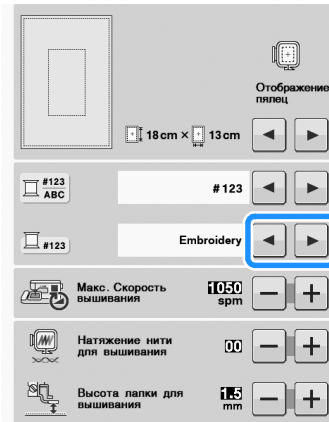 Отображение
пялец
18 cm × 13 cm
#123
ABC
#123
#123
Embroidery
Макс. Скорость
вышивания
1050
spm
Натяжение нити
для вышивания
00
Высота лапки для
вышивания
1.5
mm